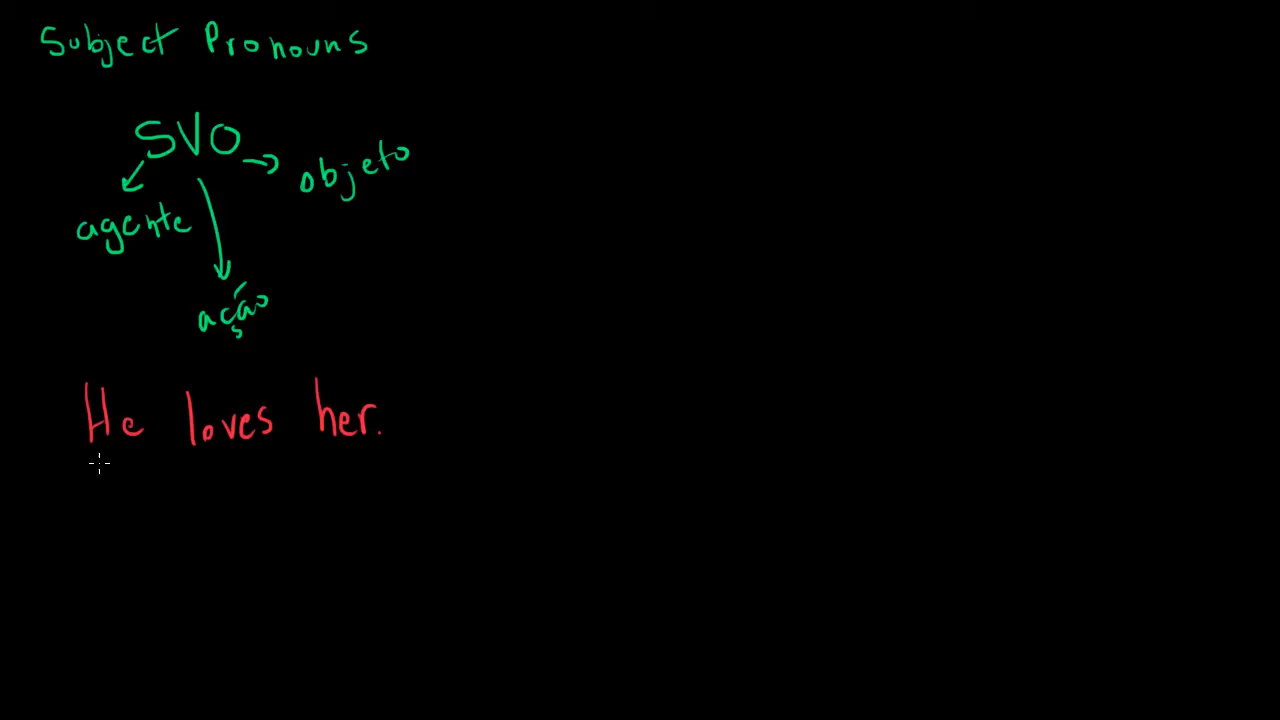 Subject Pronouns
SVO
objeto
agente
ação
He loves her.